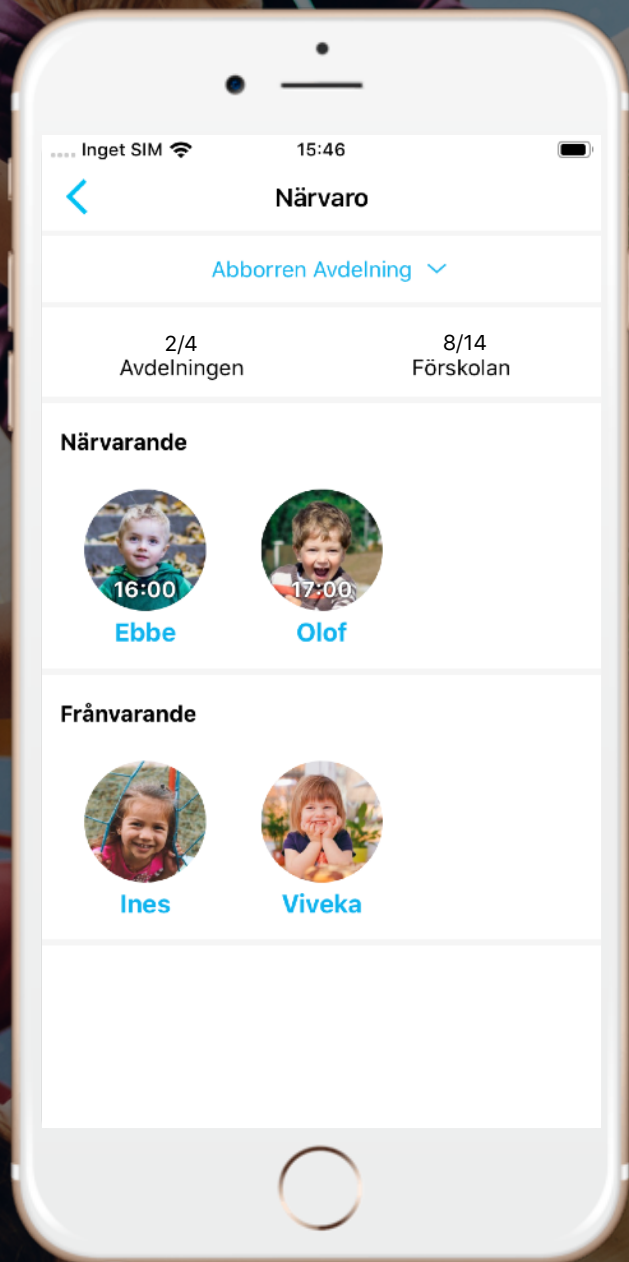 Inget SIM 15:46
Närvaro
Abborren Avdelning
2/4 8/14
Avdelningen Förskolan
Närvarande
16:00 17:00
Ebbe Olof
Frånvarande
Ines Viveka